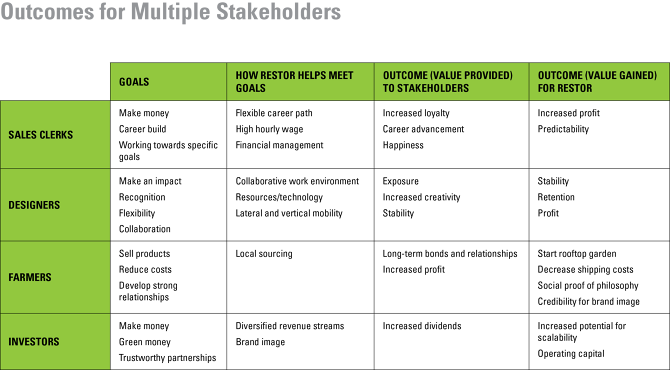 Outcomes for Multiple Stakeholders
GOALS
HOW RESTOR HELPS MEET
GOALS
OUTCOME (VALUE PROVIDED)
TO STAKEHOLDERS
OUTCOME (VALUE GAINED)
FOR RESTOR
SALES CLERKS
Make money
Career build
Working towards specific
goals
Flexible career path
High hourly wage
Financial management
Increased loyalty
Career advancement
Happiness
Increased profit
Predictability
DESIGNERS
Make an impact
Recognition
Flexibility
Collaboration
Collaborative work environment
Resources/technology
Lateral and vertical mobility
Exposure
Increased creativity
Stability
Stability
Retention
Profit
FARMERS
Sell products
Reduce costs
Develop strong
relationships
Local sourcing
Long-term bonds and relationships
Increased profit
Start rooftop garden
Decrease shipping costs
Social proof of philosophy
Credibility for brand image
INVESTORS
Make money
Green money
Trustworthy partnerships
Diversified revenue streams
Brand image
Increased dividends
Increased potential for
scalability
Operating capital